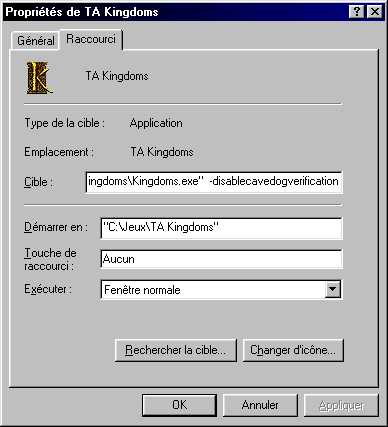 Propriétés de TA Kingdoms
Général Raccourci
TA Kingdoms
Type de la cible : Application
Emplacement : TA Kingdoms
Cible : ingdoms\Kingdoms.exe" -disablecavedogverification
Démarrer en : "C:\Jeux\TA Kingdoms"
Touche de
raccourci : Aucun
Exécuter : Fenêtre normale
Rechercher la cible... Changer d'icône...
OK Annuler Appliquer